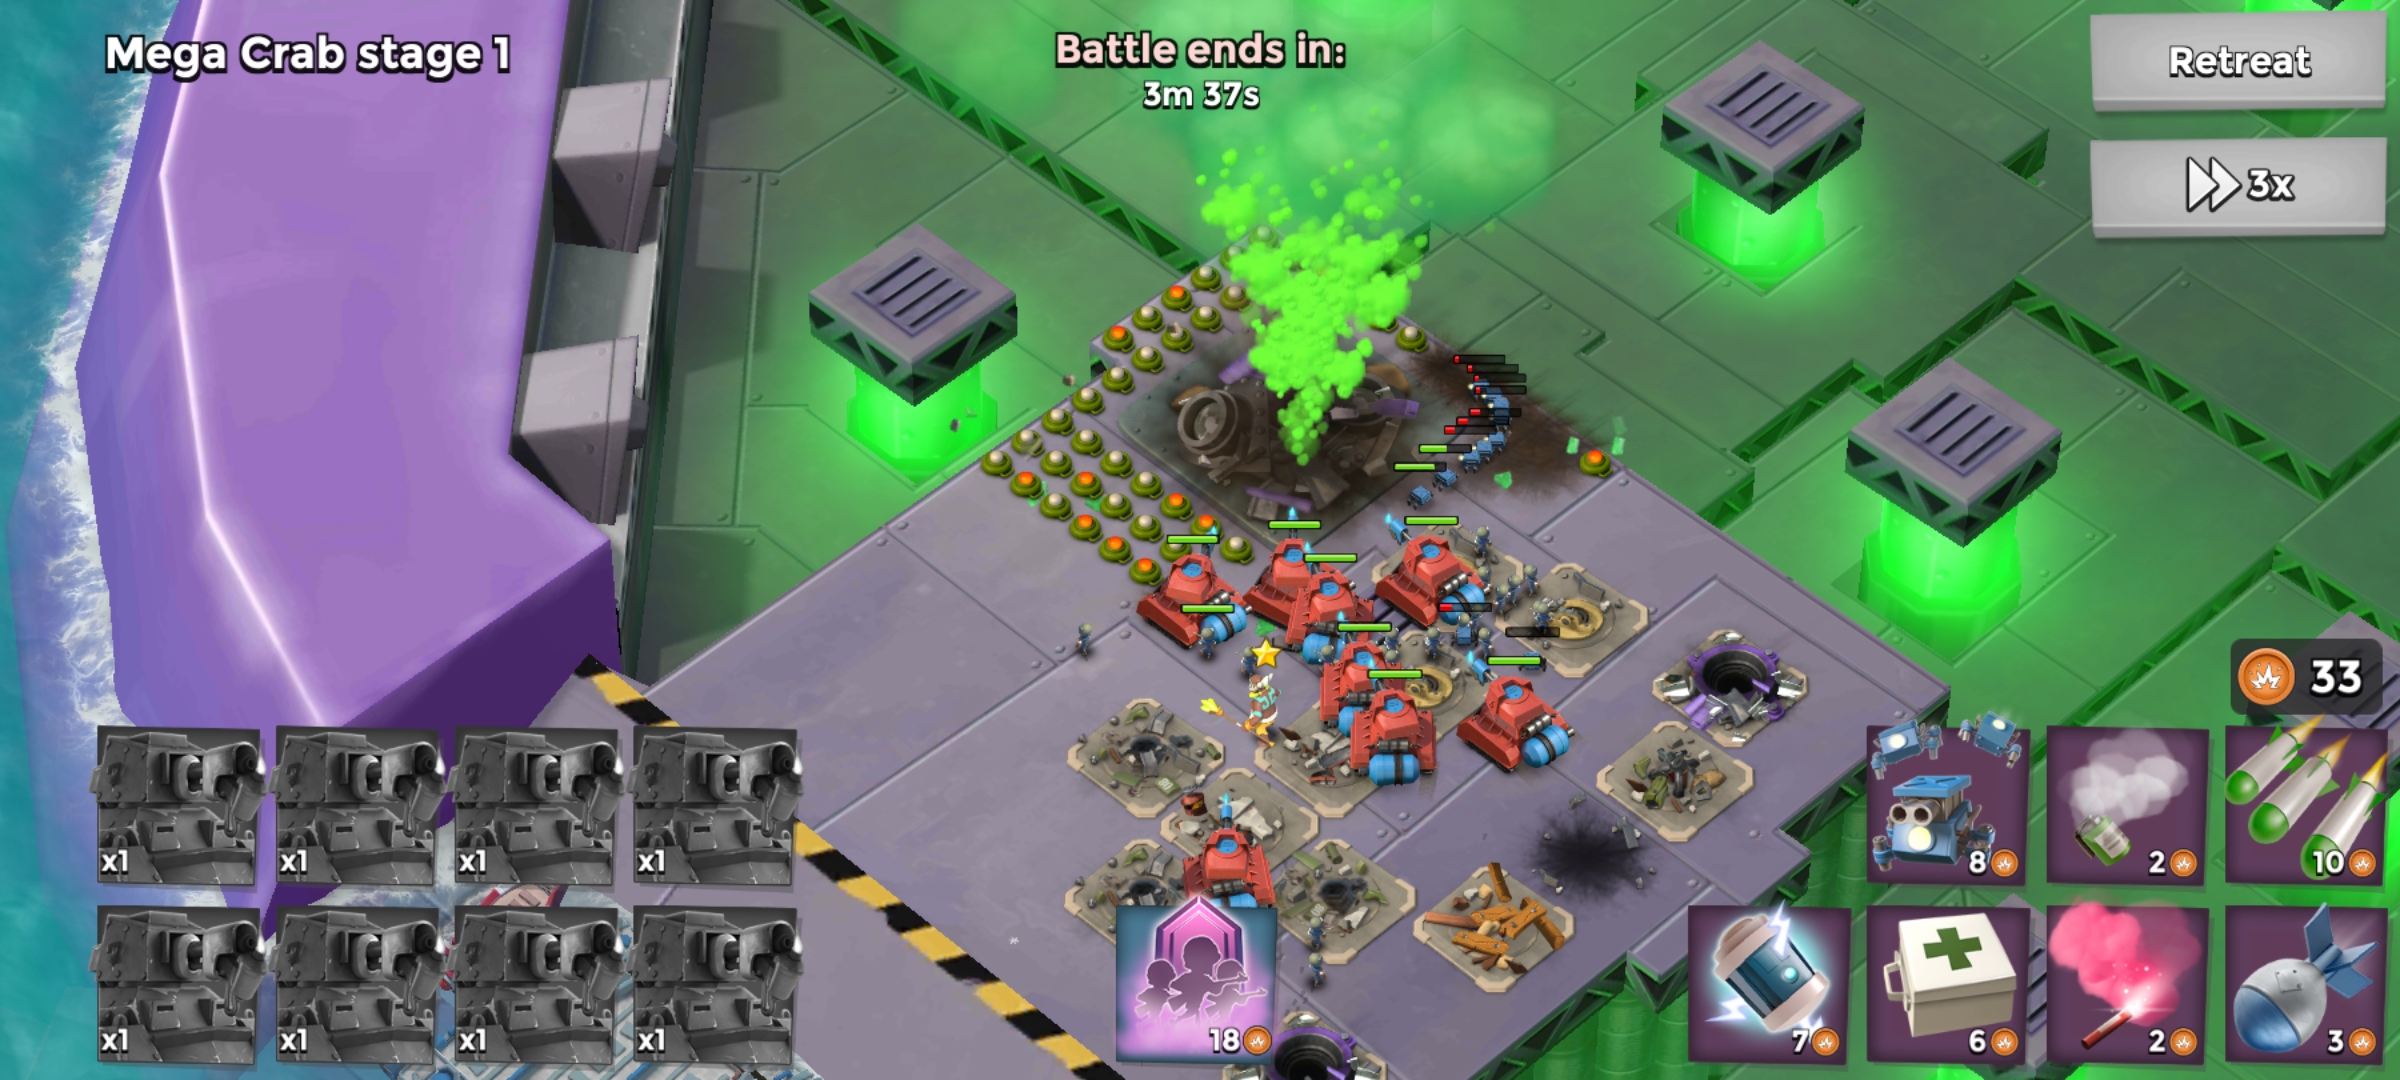 Mega Crab stage 1
Battle ends in:
3m 37s
Retreat
3x
33
8
2
10
x1
x1
x1
x1
x1
x1
x1
x1
18
7
6
2
3